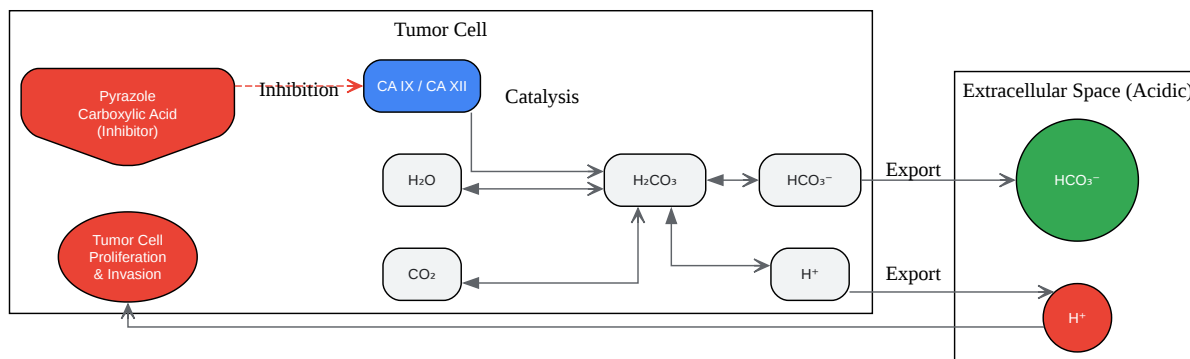 Tumor Cell
Pyrazole
Carboxylic Acid
(Inhibitor)
Inhibition
CA IX / CA XII
Catalysis
Extracellular Space (Acidic)
H₂O
H₂CO₃
HCO₃⁻
Export
HCO₃⁻
Tumor Cell
Proliferation
& Invasion
CO₂
H⁺
Export
H⁺